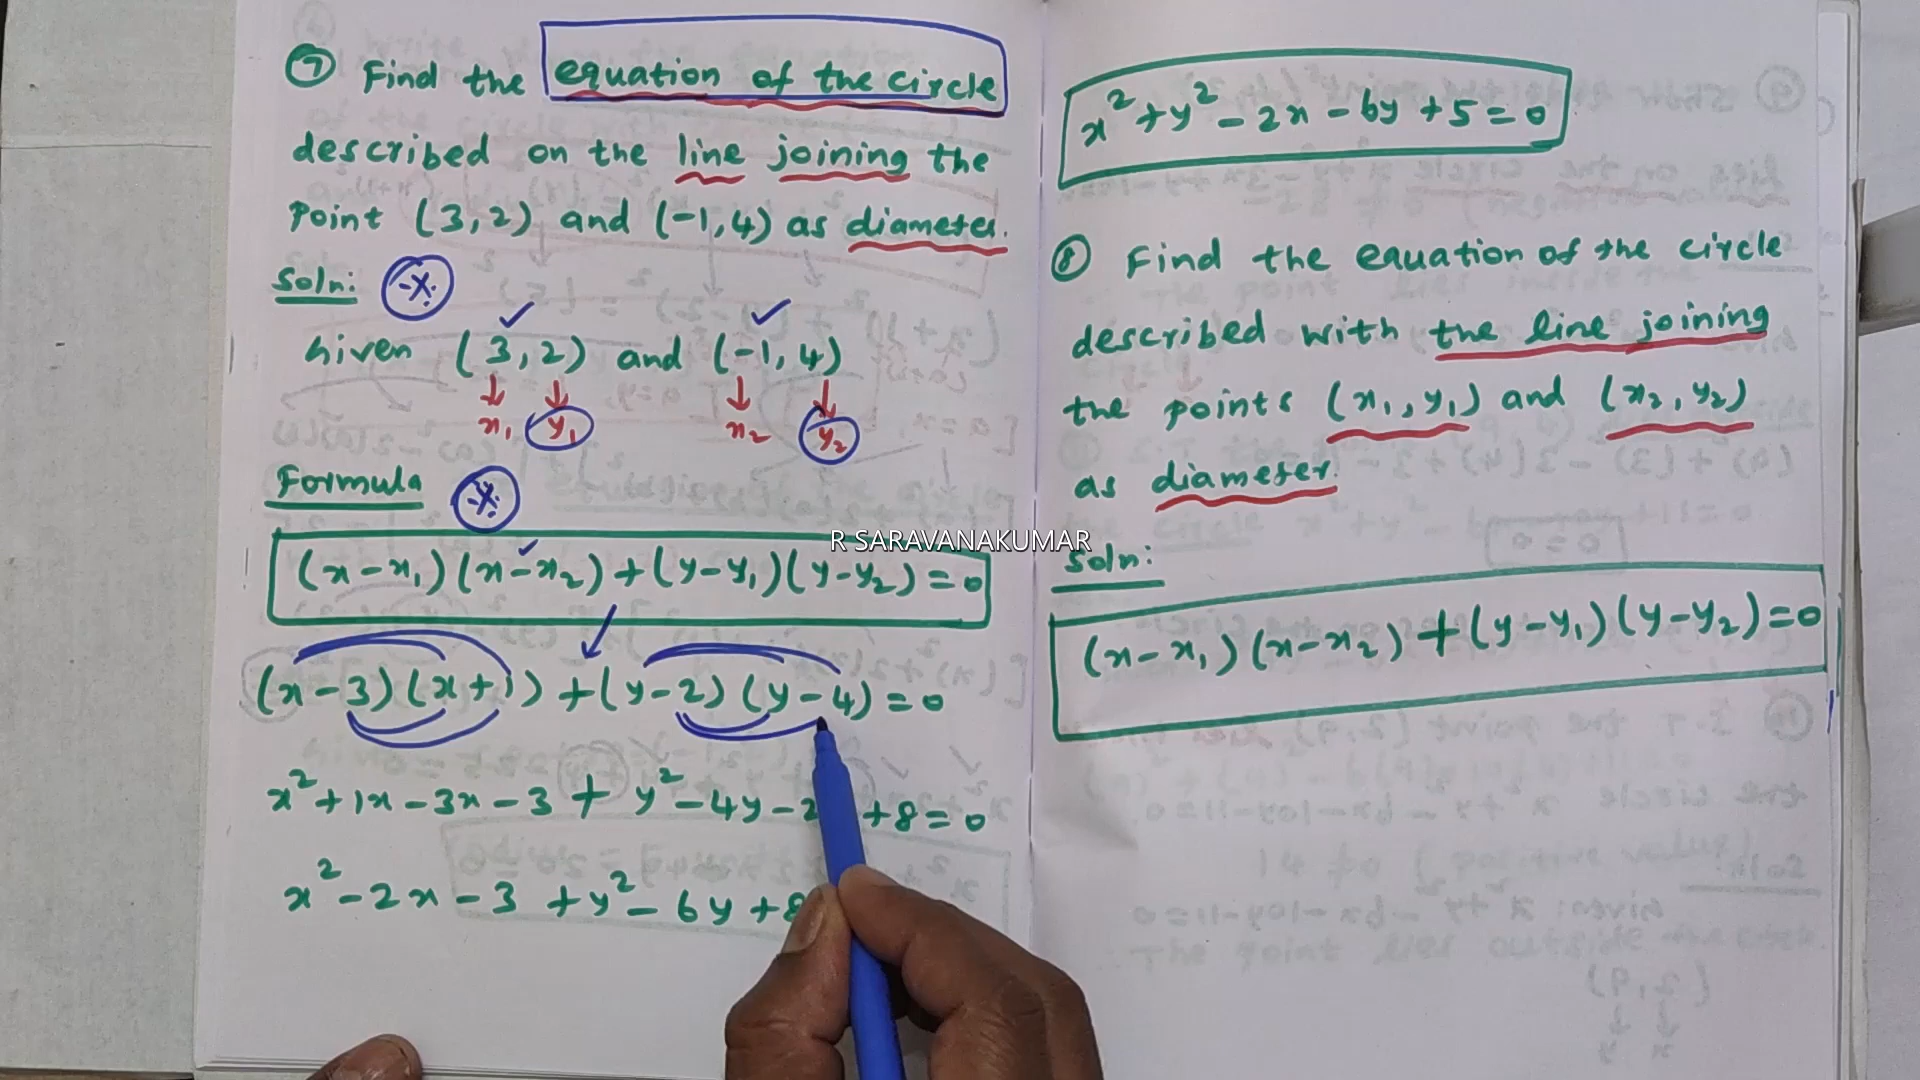 7 Find the equation of the circle
described on the line joining the
point (3,2) and (-1,4) as diameter.
Soln:
Given (3,2) and (-1,4)
x₁ y₁ x₂ y₂
Formula
(x-x₁)(x-x₂)+(y-y₁)(y-y₂)=0
(x-3)(x+1)+(y-2)(y-4)=0
x²+1x-3x-3+y²-4y-2 +8=0
x²-2x-3+y²-6y+8
x²+y²-2x-6y+5=0
8 Find the equation of the circle
described with the line joining
the points (x₁,y₁) and (x₂,y₂)
as diameter.
Soln:
(x-x₁)(x-x₂)+(y-y₁)(y-y₂)=0
R SARAVANAKUMAR